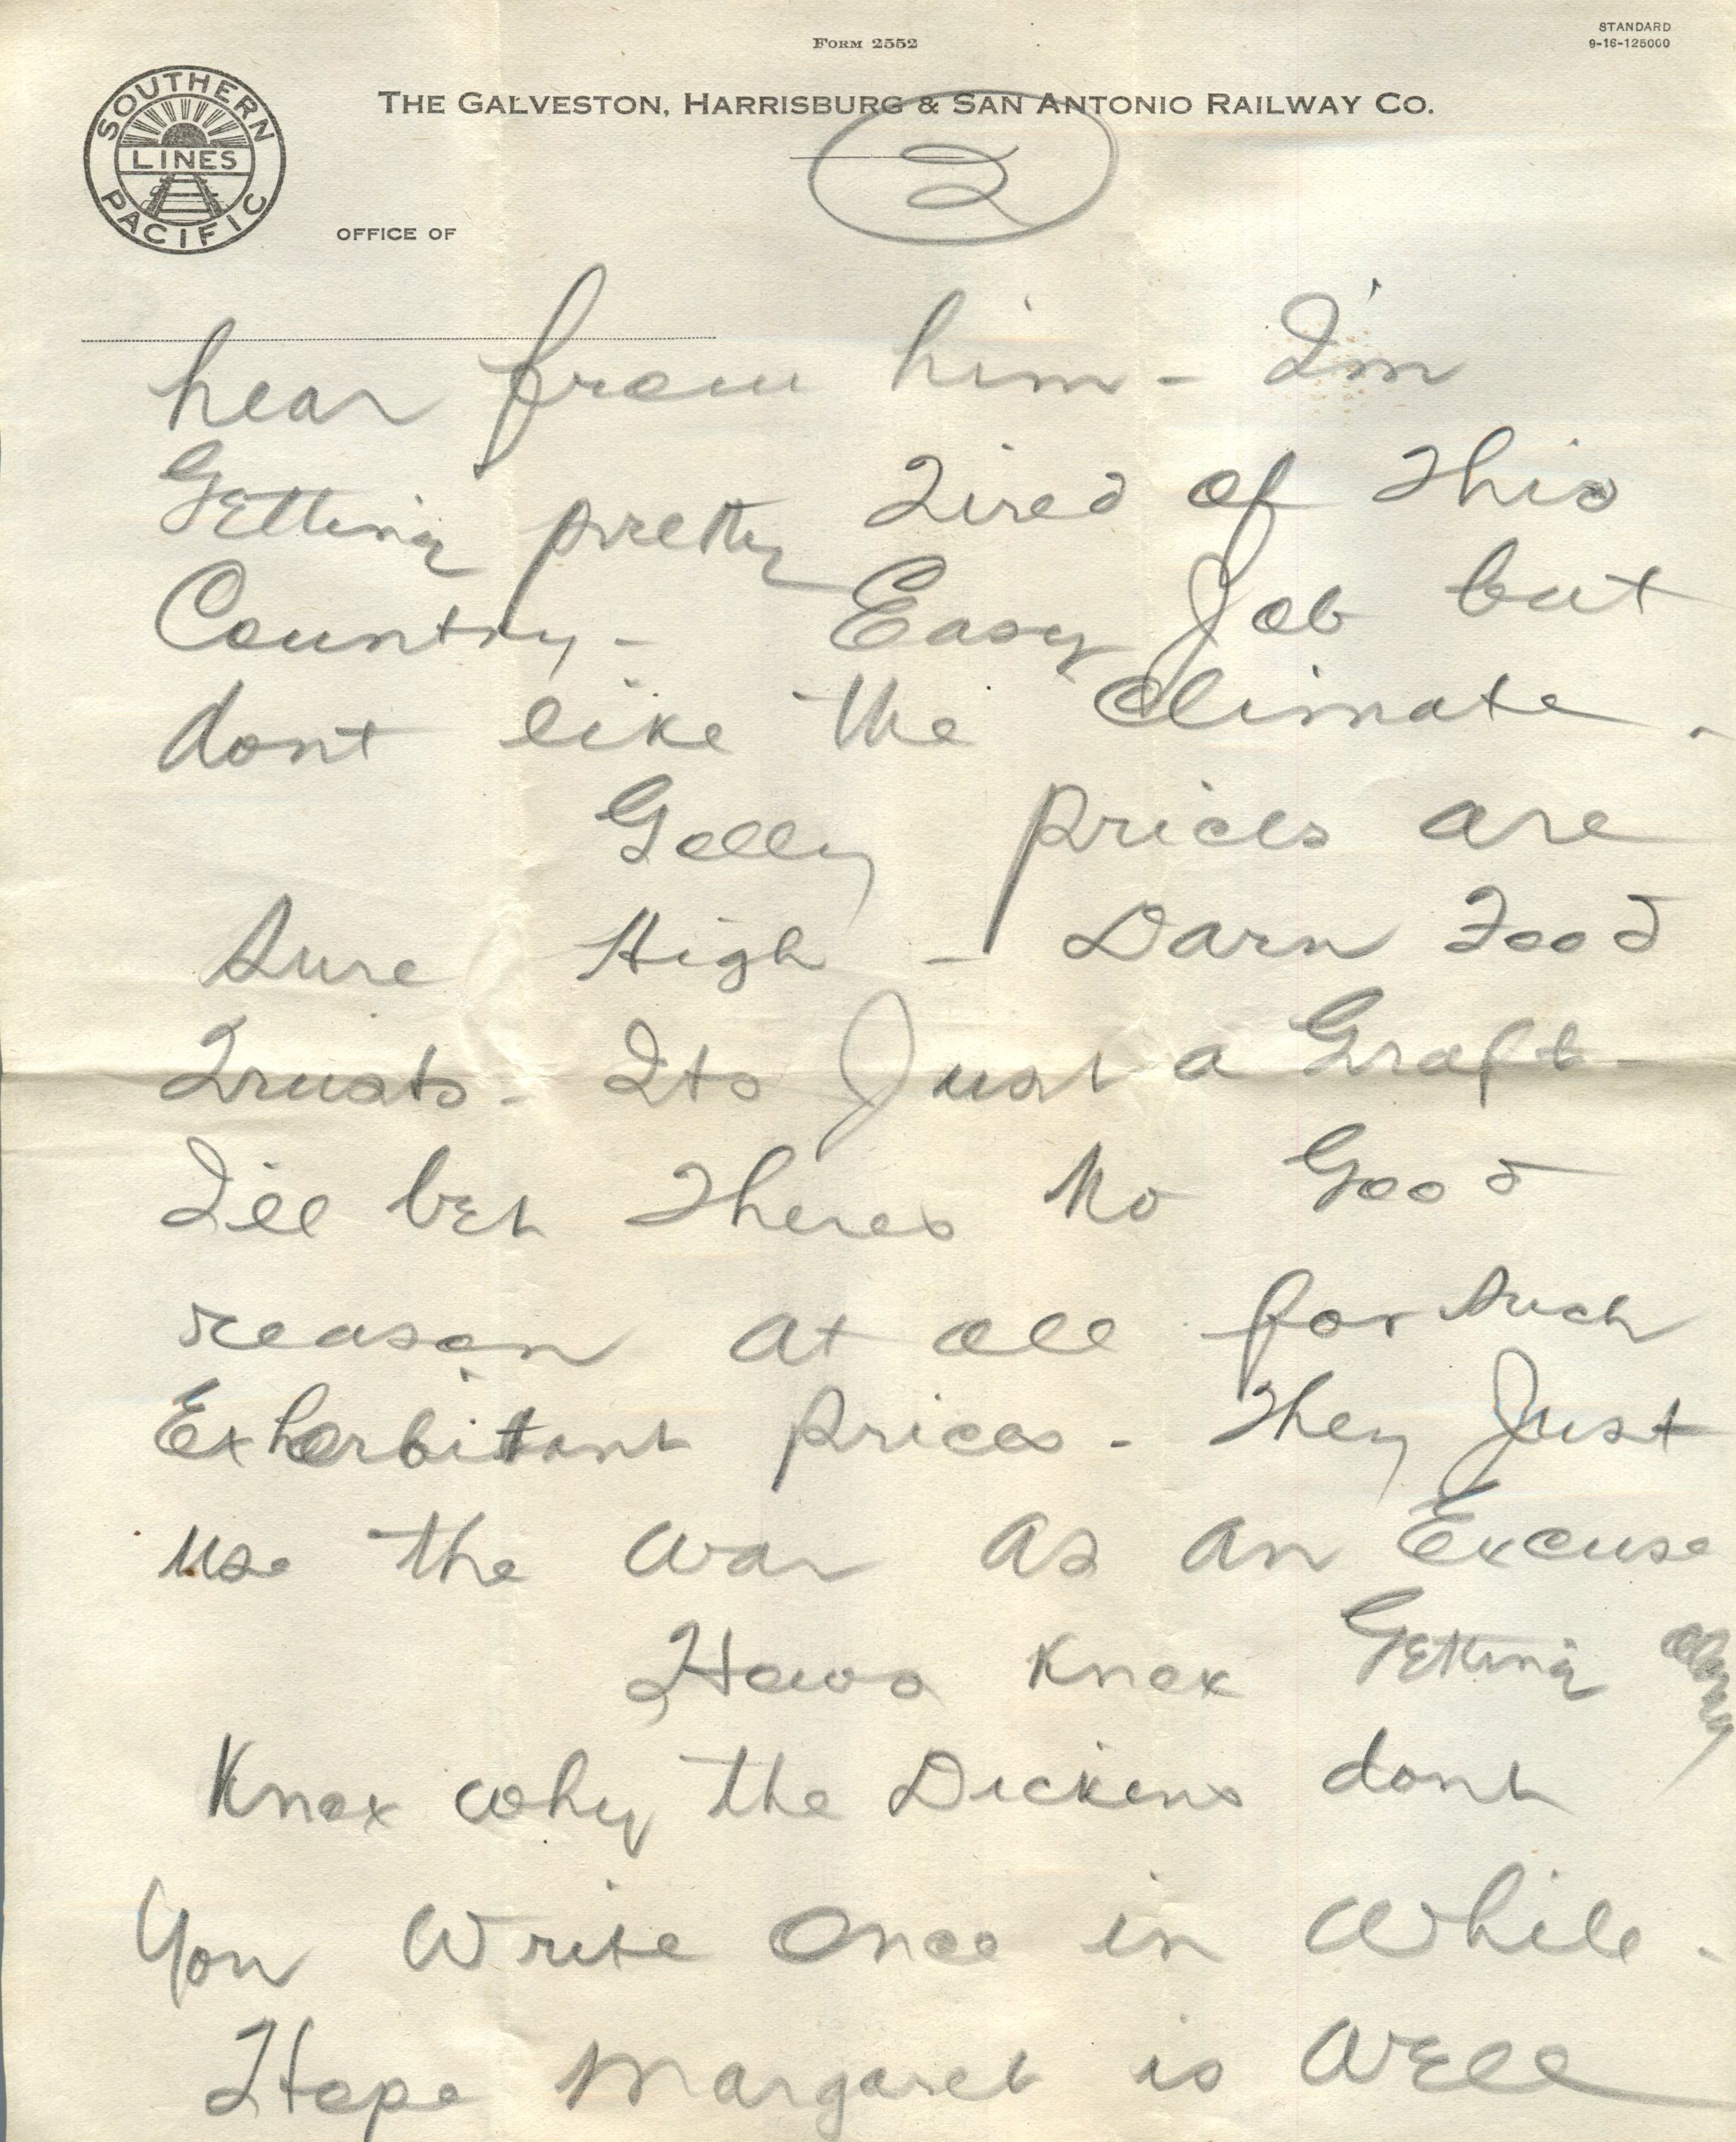 FORM 2552
STANDARD
9-16-125000
SOUTHERN
LINES
PACIFIC
THE GALVESTON, HARRISBURG & SAN ANTONIO RAILWAY CO.
2
OFFICE OF
hear from him - I'm
Getting pretty Tired of This
Country - Easy Job but
dont like the Climate -
Golly prices are
Sure High - Darn Food
Trusts - Its Just a Graft -
I'll bet Theres No Good
reason at all for Such
Exhorbitant prices - They Just
use the war as an Excuse
Hows Knox Getting
Knox why the Dickens dont
You Write Once in While -
Hope Margaret is Well